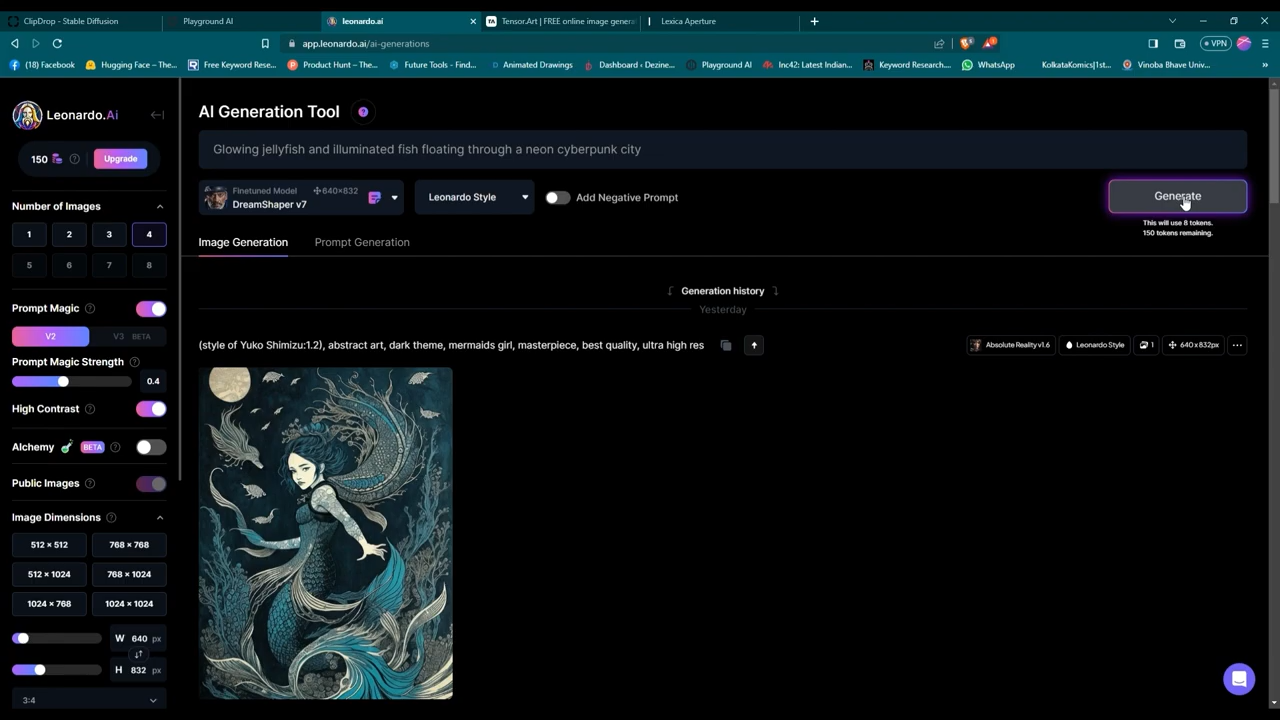 ClipDrop - Stable Diffusion
Playground AI
leonardo.ai
TA Tensor.Art | FREE online image genera
Lexica Aperture
app.leonardo.ai/ai-generations
VPN
(18) Facebook
Hugging Face – The...
Free Keyword Rese...
Product Hunt – The...
Future Tools - Find...
Animated Drawings
Dashboard ‹ Dezine...
Playground AI
Inc42: Latest Indian...
Keyword Research,...
WhatsApp
KolkataKomics|1st...
Vinoba Bhave Univ...
Leonardo.Ai
150
Upgrade
Number of Images
1 2 3 4
5 6 7 8
Prompt Magic
V2 V3 BETA
Prompt Magic Strength
0.4
High Contrast
Alchemy BETA
Public Images
Image Dimensions
512 × 512 768 × 768
512 × 1024 768 × 1024
1024 × 768 1024 × 1024
W 640 px
H 832 px
3:4
AI Generation Tool
Glowing jellyfish and illuminated fish floating through a neon cyberpunk city
Finetuned Model 640×832
DreamShaper v7
Leonardo Style
Add Negative Prompt
Generate
This will use 8 tokens.
150 tokens remaining.
Image Generation Prompt Generation
Generation history
Yesterday
(style of Yuko Shimizu:1.2), abstract art, dark theme, mermaids girl, masterpiece, best quality, ultra high res
Absolute Reality v1.6 Leonardo Style 1 640 x 832px